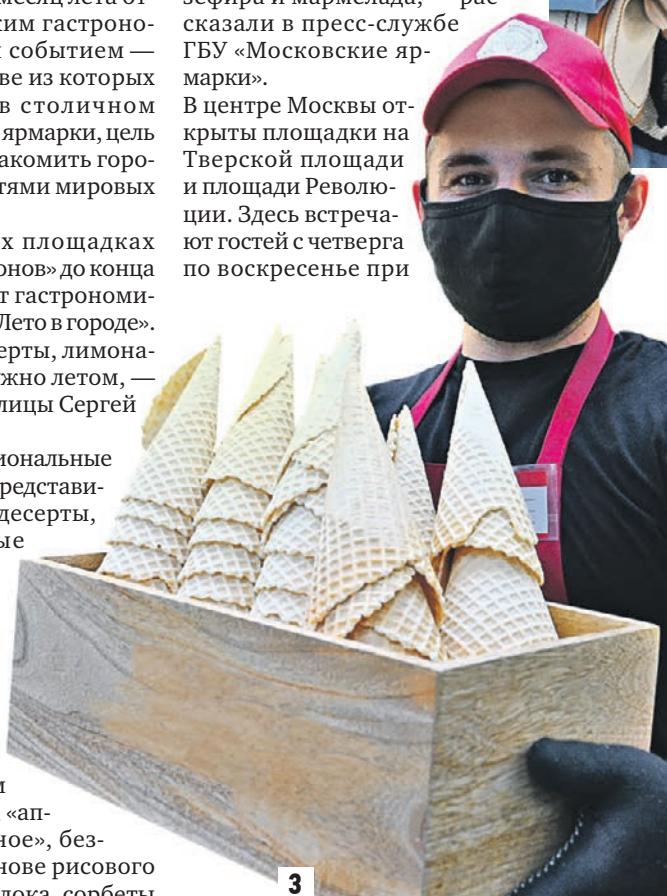 месяц лета от-
ким гастроно-
событием —
ве из которых
в столичном
ярмарки, цель
акомить горо-
тями мировых
х площадках
онов» до конца
т гастрономи-
Лето в городе».
ерты, лимона-
ужно летом, —
лицы Сергей
иональные
редстави-
десерты,
ые
«ап-
ное», без-
нове рисового
лока, сорбеты
зефира и мармелада, — рас-
сказали в пресс-службе
ГБУ «Московские яр-
марки».
В центре Москвы от-
крыты площадки на
Тверской площади
и площади Револю-
ции. Здесь встреча-
ют гостей с четверга
по воскресенье при
3